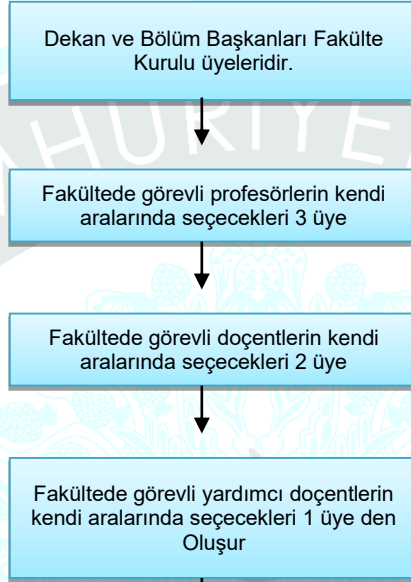 Dekan ve Bölüm Başkanları Fakülte
Kurulu üyeleridir.
Fakültede görevli profesörlerin kendi
aralarında seçecekleri 3 üye
Fakültede görevli doçentlerin kendi
aralarında seçecekleri 2 üye
Fakültede görevli yardımcı doçentlerin
kendi aralarında seçecekleri 1 üye den
Oluşur